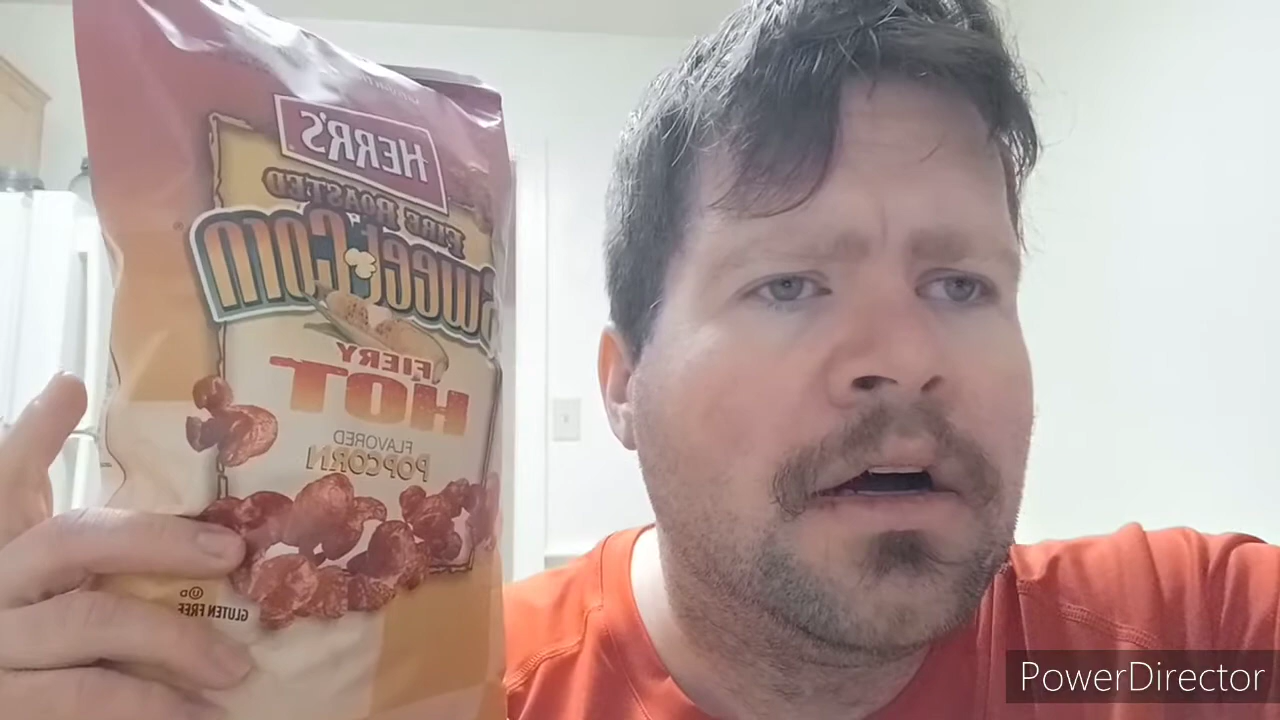 HERR'S
FIRE ROASTED
Sweet Corn
FIERY
HOT
FLAVORED
POPCORN
GLUTEN FREE
PowerDirector